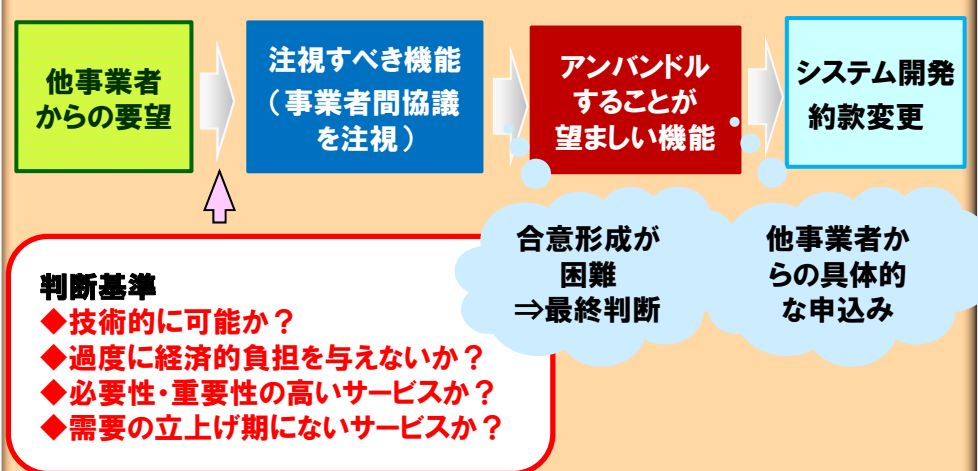 他事業者
からの要望
注視すべき機能
（事業者間協議
を注視）
アンバンドル
することが
望ましい機能
システム開発
約款変更
合意形成が
困難
⇒最終判断
他事業者か
らの具体的
な申込み
判断基準
◆技術的に可能か？
◆過度に経済的負担を与えないか？
◆必要性・重要性の高いサービスか？
◆需要の立上げ期にないサービスか？